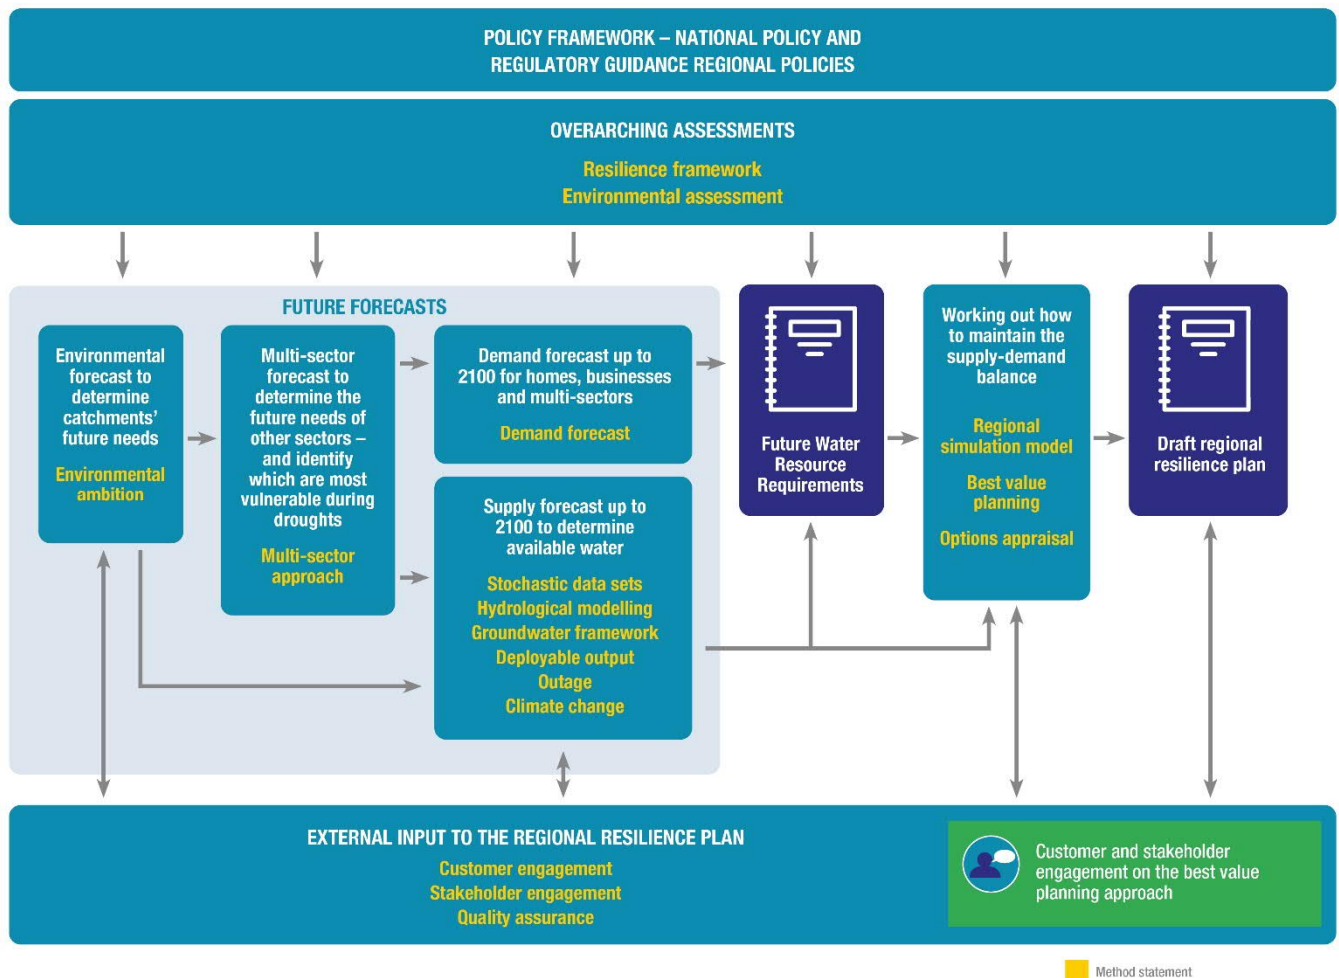 POLICY FRAMEWORK – NATIONAL POLICY AND
REGULATORY GUIDANCE REGIONAL POLICIES
OVERARCHING ASSESSMENTS
Resilience framework
Environmental assessment
FUTURE FORECASTS
Environmental
forecast to
determine
catchments’
future needs
Environmental
ambition
Multi-sector
forecast to
determine the
future needs of
other sectors –
and identify
which are most
vulnerable during
droughts
Multi-sector
approach
Demand forecast up to
2100 for homes, businesses
and multi-sectors
Demand forecast
Supply forecast up to
2100 to determine
available water
Stochastic data sets
Hydrological modelling
Groundwater framework
Deployable output
Outage
Climate change
Future Water
Resource
Requirements
Working out how
to maintain the
supply-demand
balance
Regional
simulation model
Best value
planning
Options appraisal
Draft regional
resilience plan
EXTERNAL INPUT TO THE REGIONAL RESILIENCE PLAN
Customer engagement
Stakeholder engagement
Quality assurance
Customer and stakeholder
engagement on the best value
planning approach
Method statement